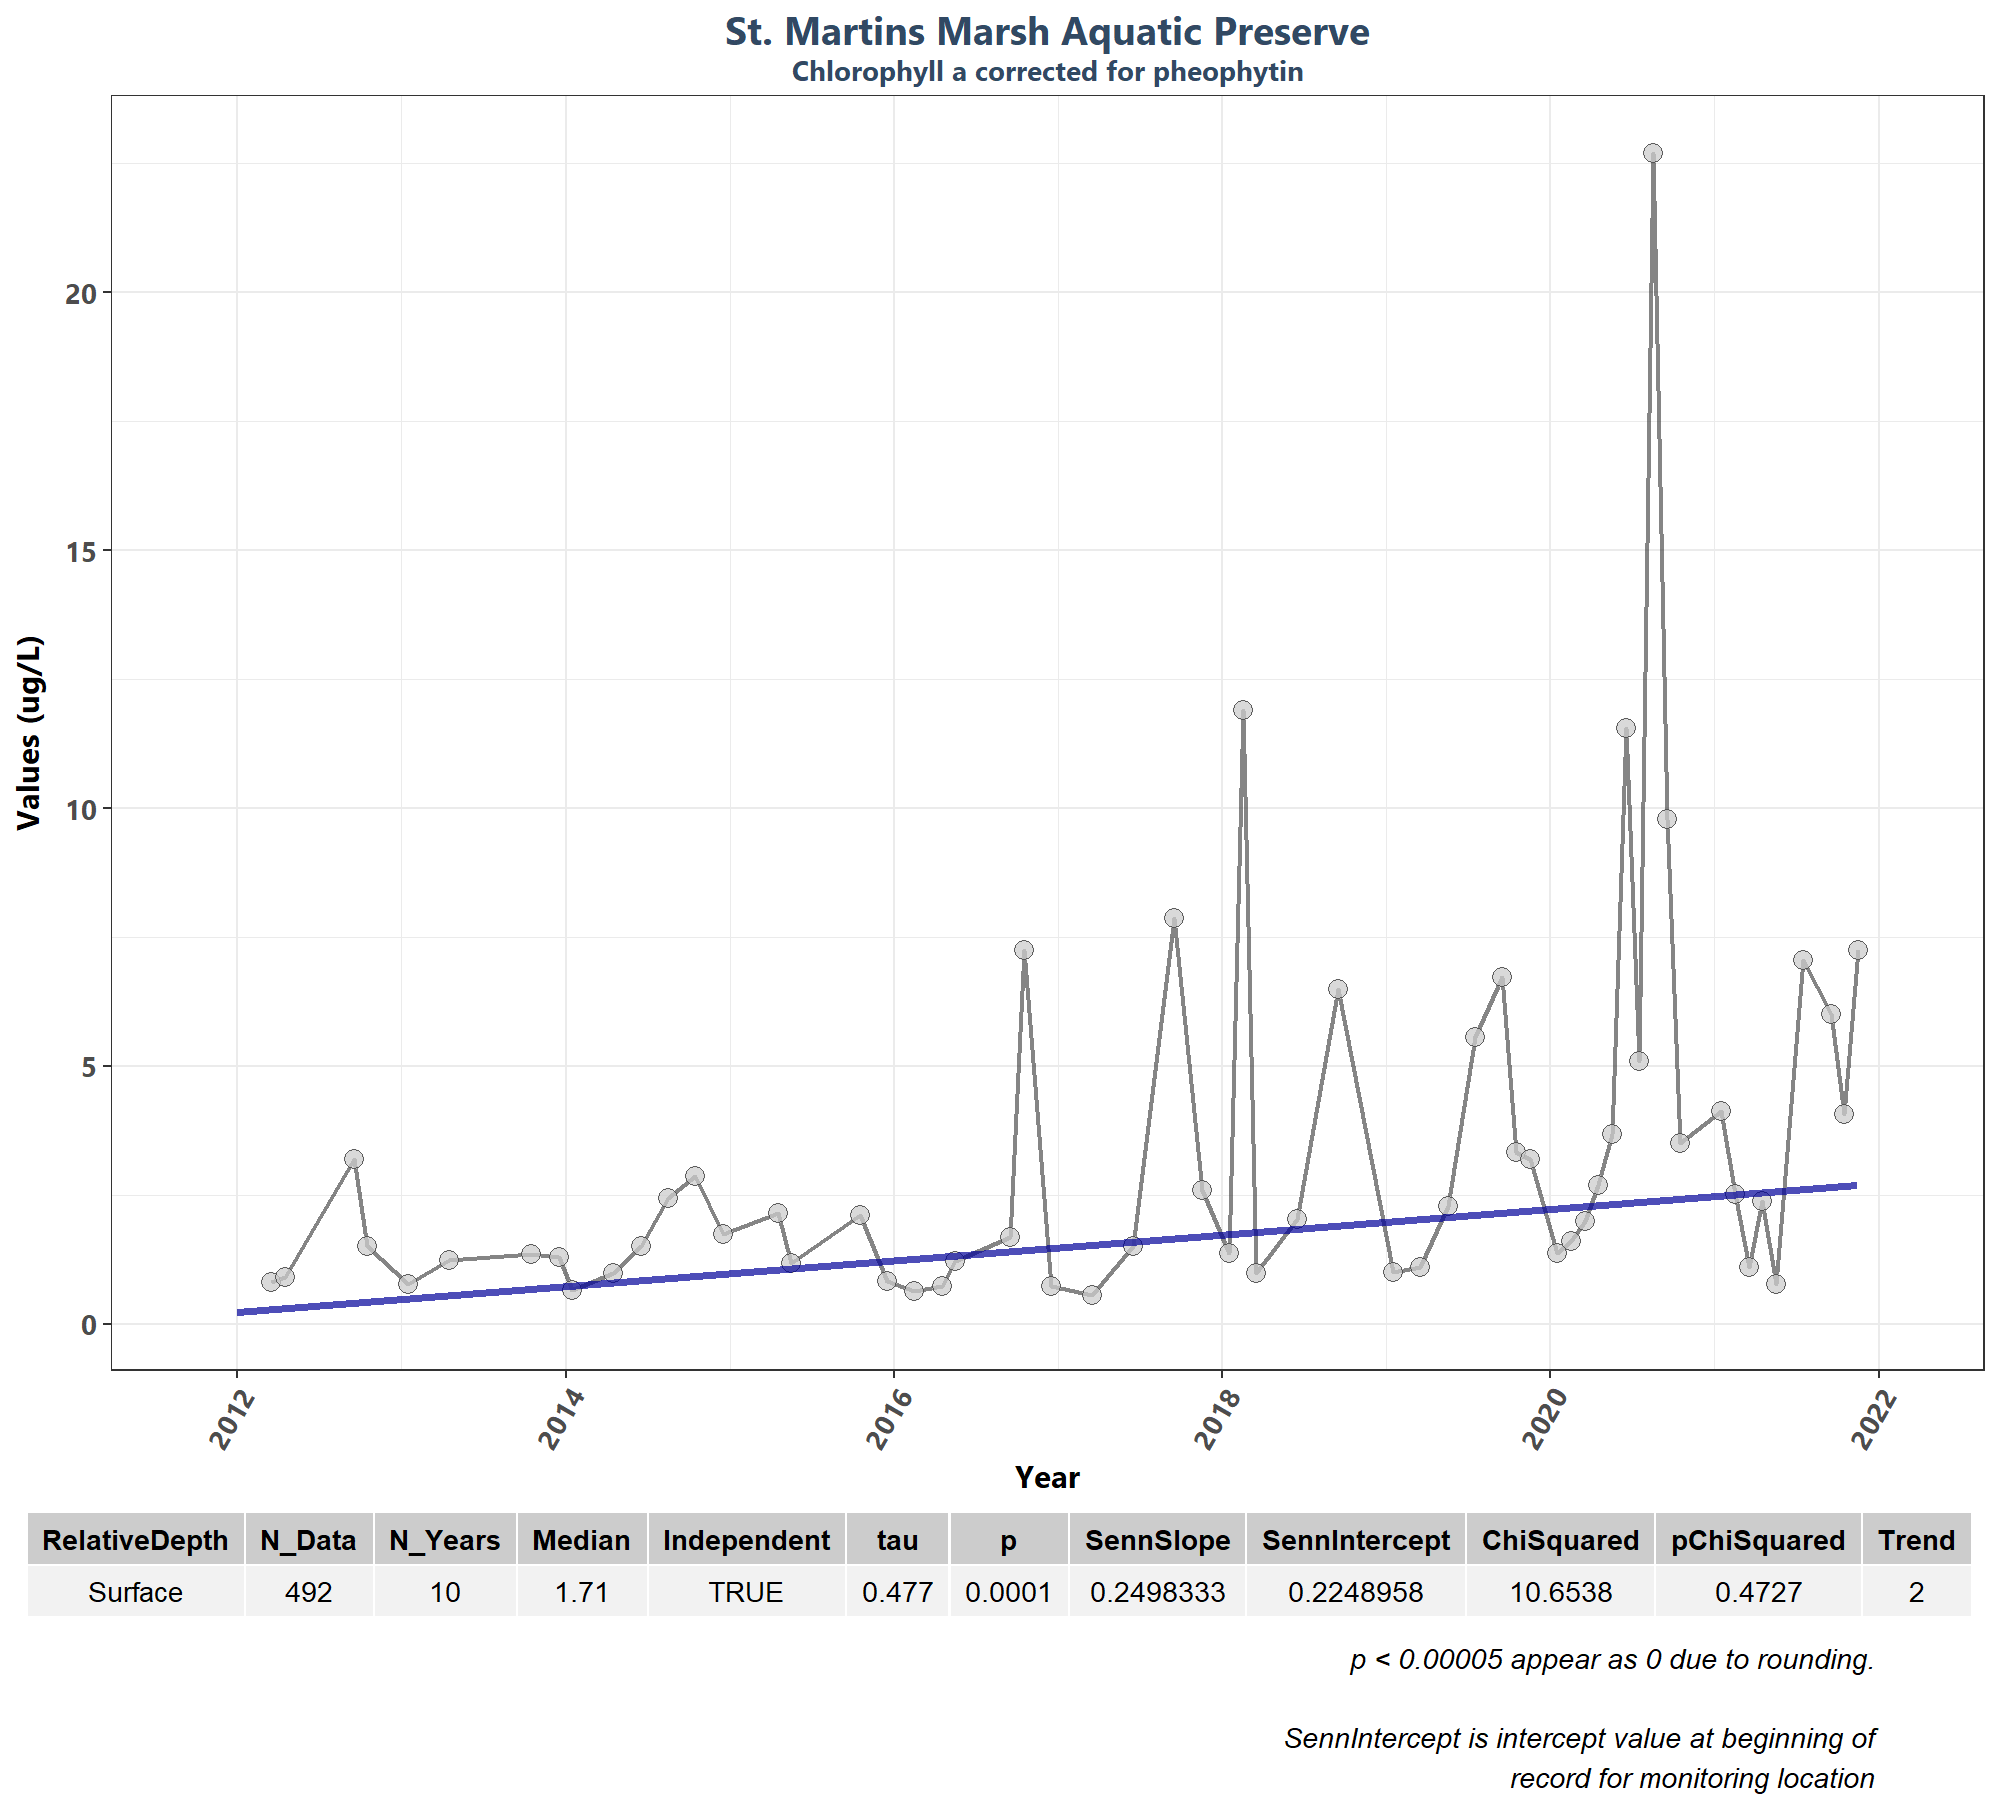 St. Martins Marsh Aquatic Preserve
Chlorophyll a corrected for pheophytin
Values (ug/L)
20
15
10
5
0
2012 2014 2016 2018 2020 2022
Year
RelativeDepth N_Data N_Years Median Independent tau p SennSlope SennIntercept ChiSquared pChiSquared Trend
Surface 492 10 1.71 TRUE 0.477 0.0001 0.2498333 0.2248958 10.6538 0.4727 2
p < 0.00005 appear as 0 due to rounding.
SennIntercept is intercept value at beginning of
record for monitoring location